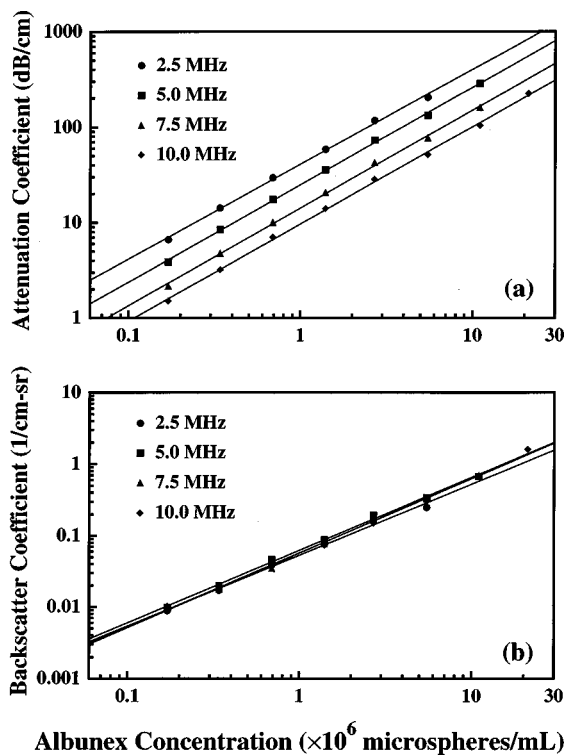 Attenuation Coefficient (dB/cm)
1000
100
10
1
2.5 MHz
5.0 MHz
7.5 MHz
10.0 MHz
(a)
0.1 1 10 30
Backscatter Coefficient (1/cm-sr)
10
1
0.1
0.01
0.001
2.5 MHz
5.0 MHz
7.5 MHz
10.0 MHz
(b)
0.1 1 10 30
Albunex Concentration (×10⁶ microspheres/mL)